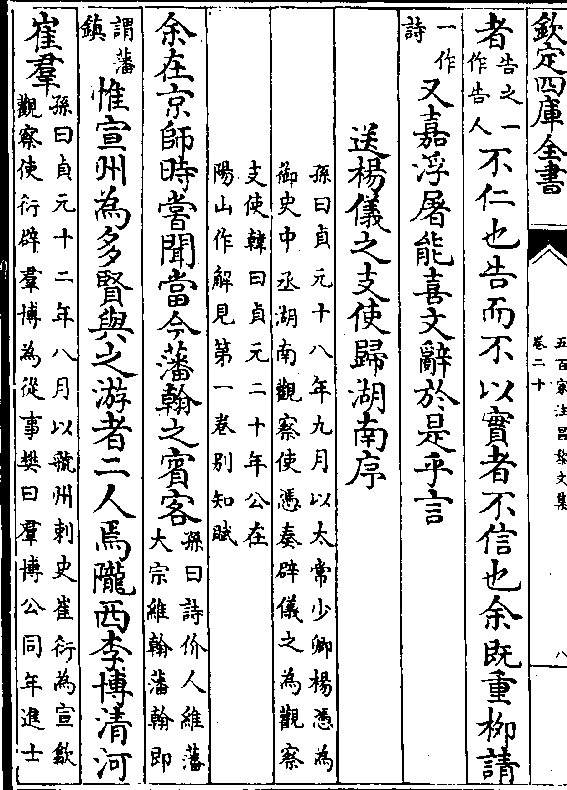 欽定四庫全書
五百家注昌黎文集
卷二十
八
者告之一作告人不仁也告而不以實者不信也余既重柳請
一作詩又嘉浮屠能喜文辭於是乎言
送楊儀之支使歸湖南序
孫曰貞元十八年九月以太常少卿楊憑為
御史中丞湖南觀察使憑奏辟儀之為觀察
支使韓曰貞元二十年公在
陽山作解見第一卷別知賦
余在京師時嘗聞當今藩翰之賓客孫曰詩价人維藩大宗維翰藩翰即
謂藩鎮惟宣州為多賢與之游者二人焉隴西李博清河
崔羣孫曰貞元十二年八月以虢州刺史崔衍為宣歙觀察使衍辟羣博為從事樊曰羣博公同年進士